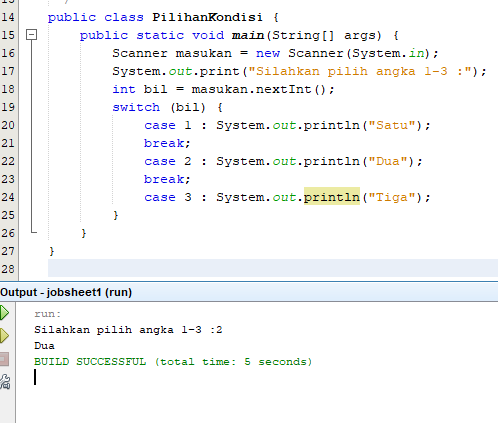 14 public class PilihanKondisi {
15 public static void main(String[] args) {
16 Scanner masukan = new Scanner(System.in);
17 System.out.print("Silahkan pilih angka 1-3 :");
18 int bil = masukan.nextInt();
19 switch (bil) {
20 case 1 : System.out.println("Satu");
21 break;
22 case 2 : System.out.println("Dua");
23 break;
24 case 3 : System.out.println("Tiga");
25 }
26 }
27 }
28
Output - jobsheet1 (run)
run:
Silahkan pilih angka 1-3 :2
Dua
BUILD SUCCESSFUL (total time: 5 seconds)